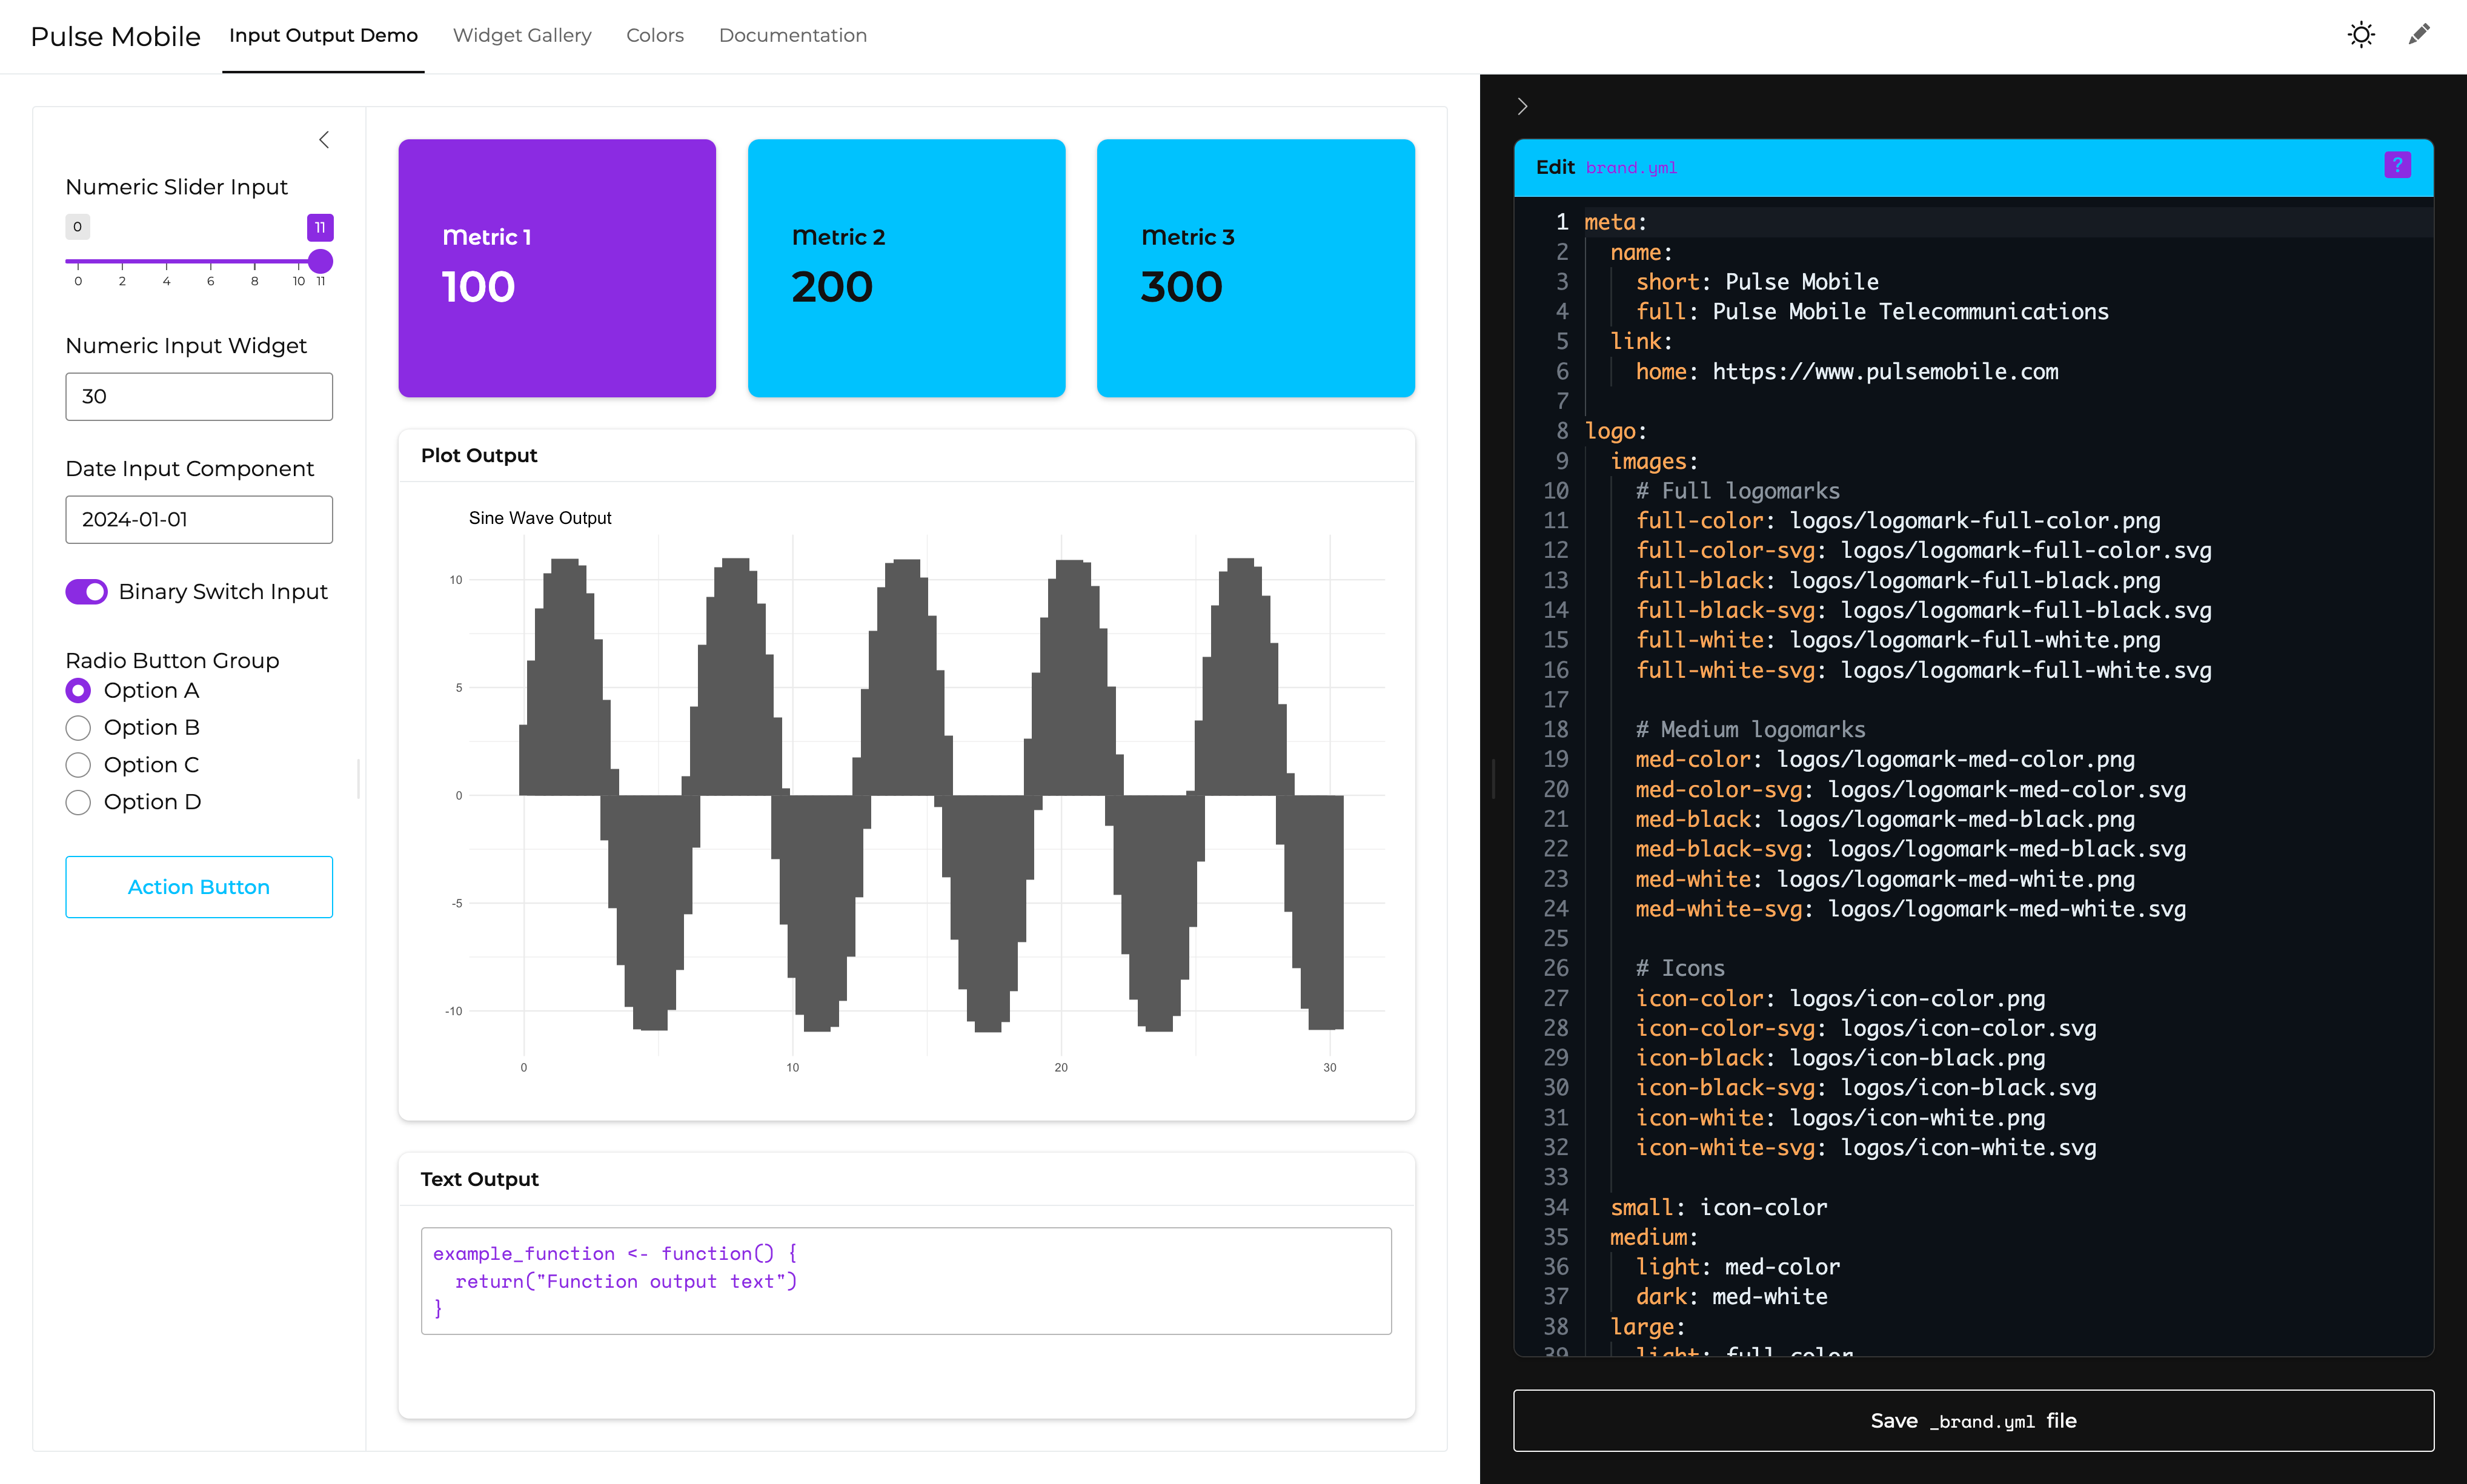 Pulse Mobile
Input Output Demo
Widget Gallery
Colors
Documentation
Numeric Slider Input
0
11
0 2 4 6 8 10 11
Numeric Input Widget
30
Date Input Component
2024-01-01
Binary Switch Input
Radio Button Group
Option A
Option B
Option C
Option D
Action Button
Metric 1
100
Metric 2
200
Metric 3
300
Plot Output
Sine Wave Output
10
5
0
-5
-10
0 10 20 30
Text Output
example_function <- function() {
  return("Function output text")
}
Edit brand.yml
?
1 meta:
2   name:
3     short: Pulse Mobile
4     full: Pulse Mobile Telecommunications
5   link:
6     home: https://www.pulsemobile.com
7
8 logo:
9   images:
10     # Full logomarks
11     full-color: logos/logomark-full-color.png
12     full-color-svg: logos/logomark-full-color.svg
13     full-black: logos/logomark-full-black.png
14     full-black-svg: logos/logomark-full-black.svg
15     full-white: logos/logomark-full-white.png
16     full-white-svg: logos/logomark-full-white.svg
17
18     # Medium logomarks
19     med-color: logos/logomark-med-color.png
20     med-color-svg: logos/logomark-med-color.svg
21     med-black: logos/logomark-med-black.png
22     med-black-svg: logos/logomark-med-black.svg
23     med-white: logos/logomark-med-white.png
24     med-white-svg: logos/logomark-med-white.svg
25
26     # Icons
27     icon-color: logos/icon-color.png
28     icon-color-svg: logos/icon-color.svg
29     icon-black: logos/icon-black.png
30     icon-black-svg: logos/icon-black.svg
31     icon-white: logos/icon-white.png
32     icon-white-svg: logos/icon-white.svg
33
34   small: icon-color
35   medium:
36     light: med-color
37     dark: med-white
38   large:
39     light: full-color
Save _brand.yml file